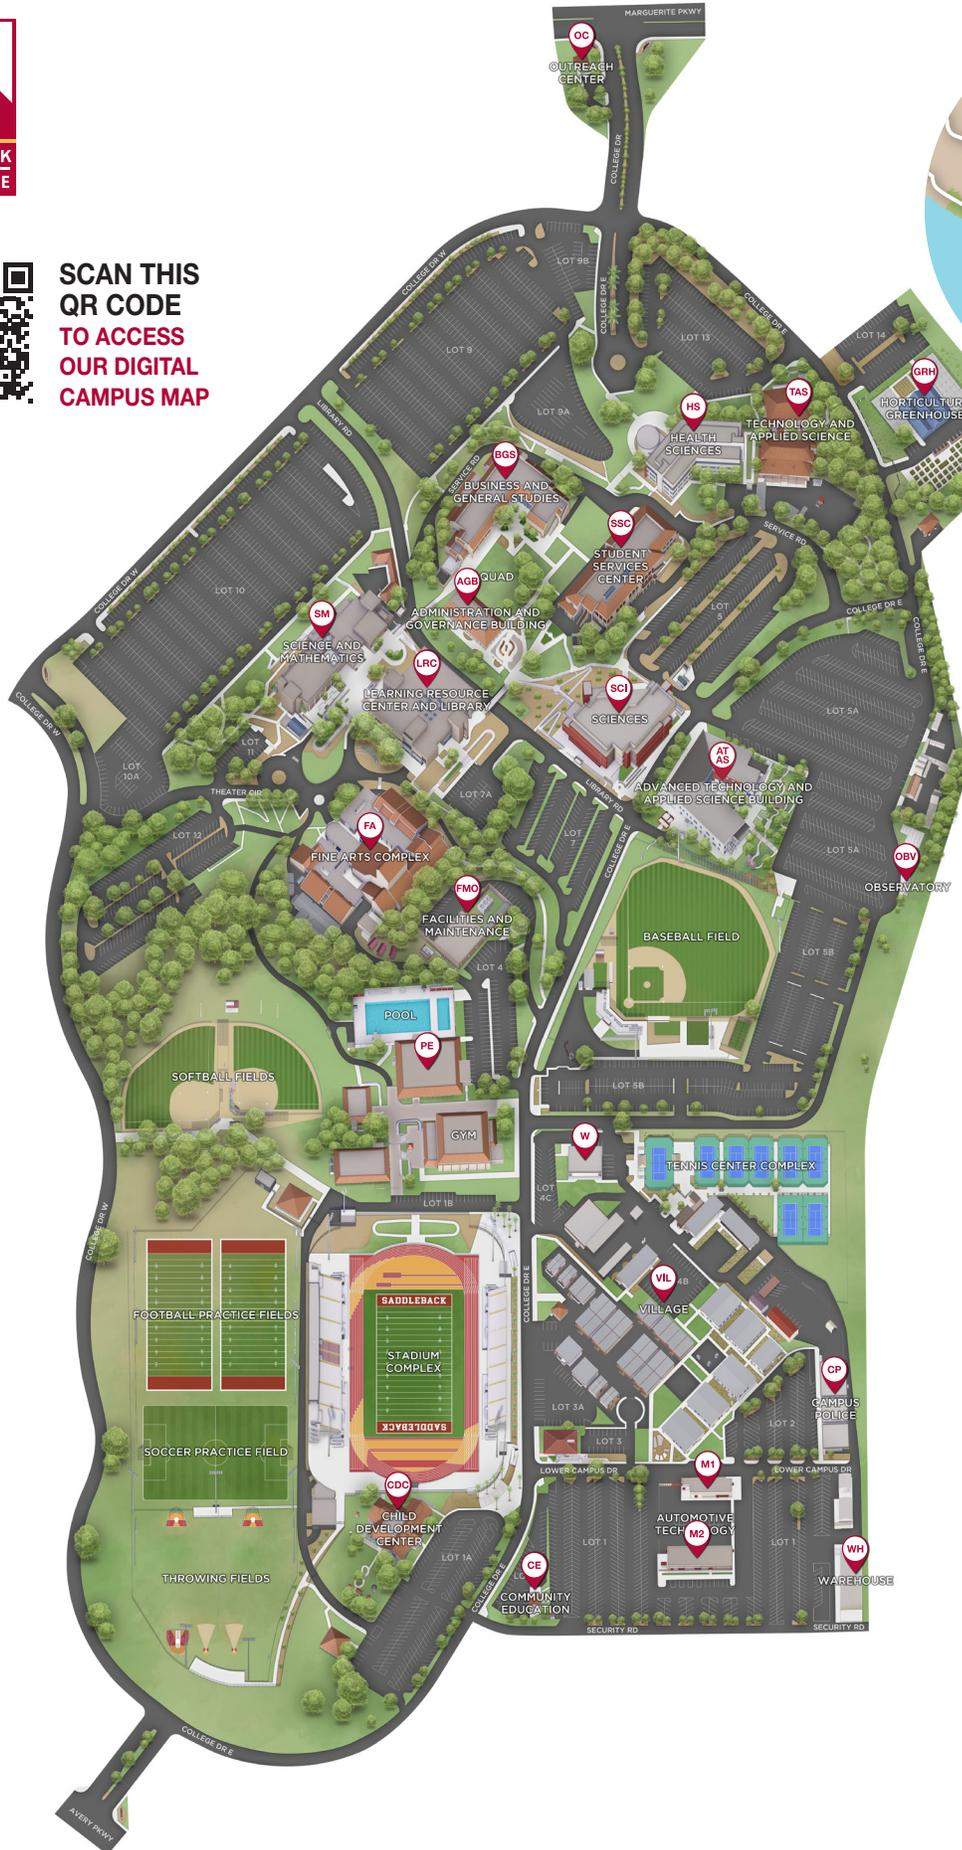 MARGUERITE PKWY
OC
OUTREACH
CENTER
COLLEGE DR
K
E
SCAN THIS
QR CODE
TO ACCESS
OUR DIGITAL
CAMPUS MAP
COLLEGE DR W
LOT 9B
COLLEGE DR E
COLLEGE DR E
LOT 9
LOT 13
LOT 14
GRH
HORTICULTUR
GREENHOUSE
TAS
TECHNOLOGY AND
APPLIED SCIENCE
HS
HEALTH
SCIENCES
LOT 9A
LIBRARY RD
BGS
BUSINESS AND
GENERAL STUDIES
SERVICE RD
SSC
STUDENT
SERVICES
CENTER
SERVICE RD
QUAD
AGB
ADMINISTRATION AND
GOVERNANCE BUILDING
COLLEGE DR W
LOT 10
LOT
5
COLLEGE DR E
COLLEGE DR E
SM
SCIENCE AND
MATHEMATICS
LRC
LEARNING RESOURCE
CENTER AND LIBRARY
SCI
SCIENCES
LOT 5A
COLLEGE DR W
LOT
11
LOT
10A
AT
AS
ADVANCED TECHNOLOGY AND
APPLIED SCIENCE BUILDING
THEATER CIR
LOT 7A
LIBRARY RD
LOT 12
FA
FINE ARTS COMPLEX
LOT
7
COLLEGE DR E
LOT 5A
OBV
OBSERVATORY
FMO
FACILITIES AND
MAINTENANCE
BASEBALL FIELD
LOT 5B
LOT 4
POOL
PE
SOFTBALL FIELDS
LOT 5B
GYM
W
TENNIS CENTER COMPLEX
LOT
4C
LOT 1B
COLLEGE DR W
COLLEGE DR E
VIL
4B
VILLAGE
FOOTBALL PRACTICE FIELDS
SADDLEBACK
STADIUM
COMPLEX
SADDLEBACK
CP
CAMPUS
POLICE
LOT 3A
LOT 2
LOT 3
SOCCER PRACTICE FIELD
LOWER CAMPUS DR
M1
LOWER CAMPUS DR
CDC
CHILD
DEVELOPMENT
CENTER
AUTOMOTIVE
TECHNOLOGY
M2
LOT 1
LOT 1
LOT 1A
WH
WAREHOUSE
THROWING FIELDS
CE
COMMUNITY
EDUCATION
COLLEGE DR E
SECURITY RD
SECURITY RD
COLLEGE DR E
AVERY PKWY